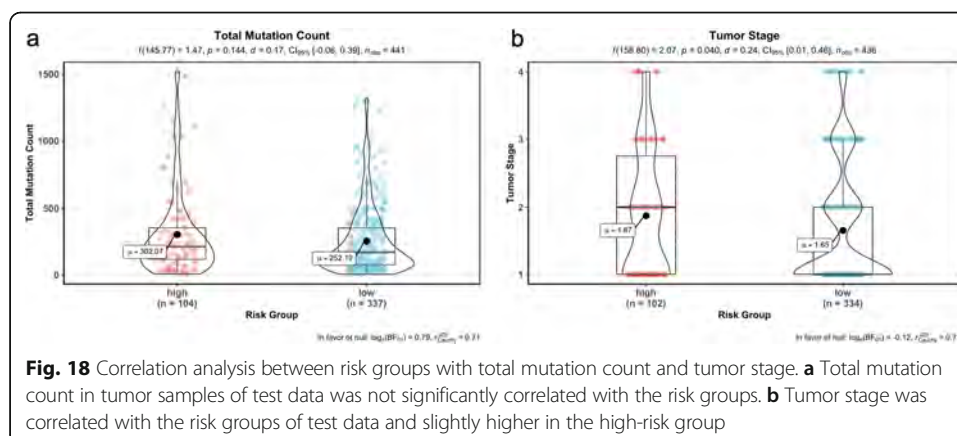 a
Total Mutation Count
t(145.77) = 1.47, p = 0.144, d = 0.17, CI95% [-0.06, 0.39], nobs = 441
1500
1000
500
0
Total Mutation Count
μ = 302.07
μ = 252.19
high
(n = 104)
low
(n = 337)
Risk Group
In favor of null: loge(BF01) = 0.79, = 0.71
b
Tumor Stage
t(158.60) = 2.07, p = 0.040, d = 0.24, CI95% [0.01, 0.46], nobs = 436
4
3
2
1
Tumor Stage
μ = 1.87
μ = 1.65
high
(n = 102)
low
(n = 334)
Risk Group
In favor of null: loge(BF01) = -0.12,
Fig. 18 Correlation analysis between risk groups with total mutation count and tumor stage. a Total mutation
count in tumor samples of test data was not significantly correlated with the risk groups. b Tumor stage was
correlated with the risk groups of test data and slightly higher in the high-risk group